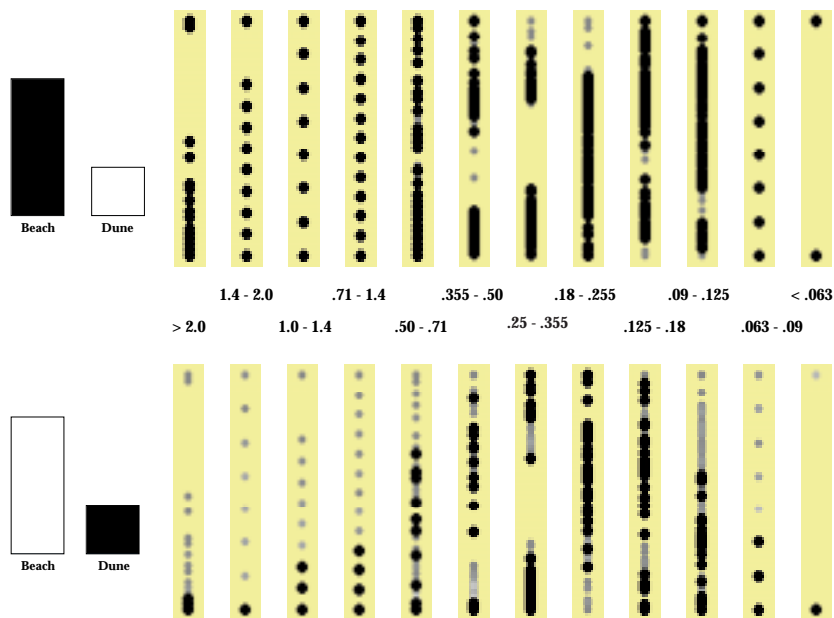 Beach Dune
1.4 - 2.0 .71 - 1.4 .355 - .50 .18 - .255 .09 - .125 < .063
> 2.0 1.0 - 1.4 .50 - .71 .25 - .355 .125 - .18 .063 - .09
Beach Dune